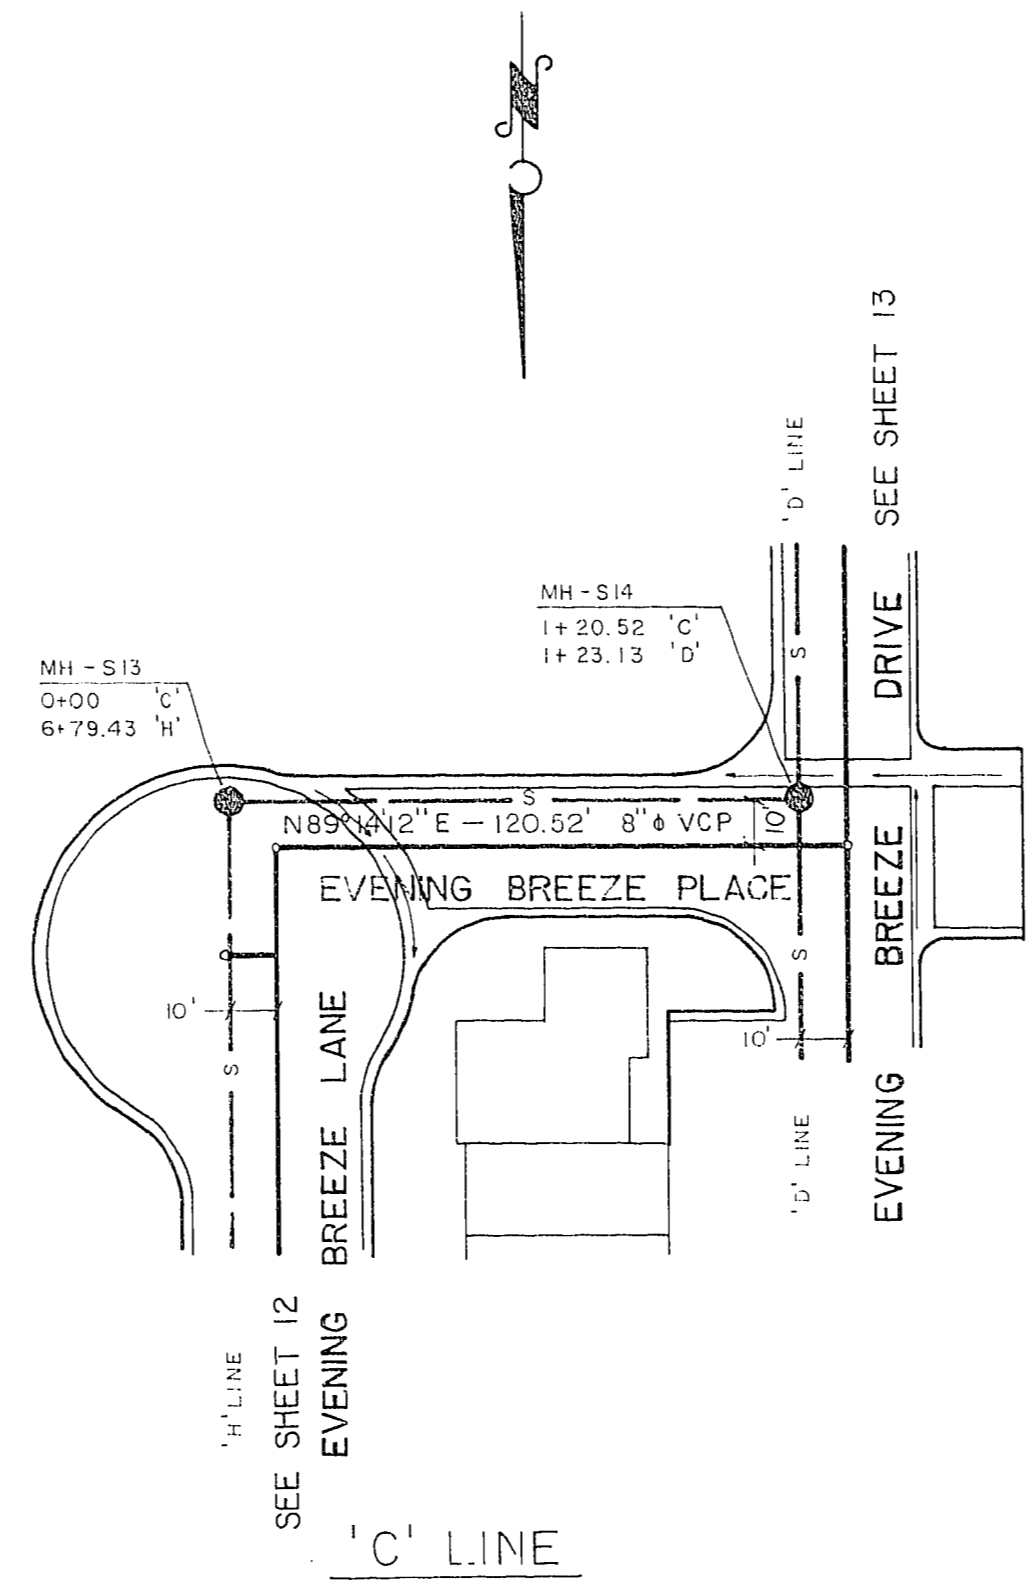 SEE SHEET 13
'D' LINE
MH-S14
1+20.52 'C'
1+23.13 'D'
DRIVE
S
MH-S13
0+00 'C'
6+79.43 'H'
S
N89°14'12"E — 120.52' 8"ϕ VCP
10'
EVENING BREEZE PLACE
BREEZE
S
10'
10'
S
EVENING
'D' LINE
EVENING BREEZE LANE
SEE SHEET 12
'H' LINE
'C' LINE